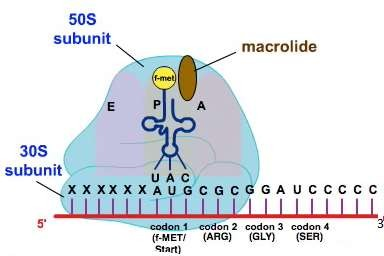 50S
subunit
macrolide
f-met
E P A
30S
subunit
U A C
X X X X X X A U G C G C G G A U C C C C C
5' 3'
codon 1 codon 2 codon 3 codon 4
(f-MET/ (ARG) (GLY) (SER)
Start)